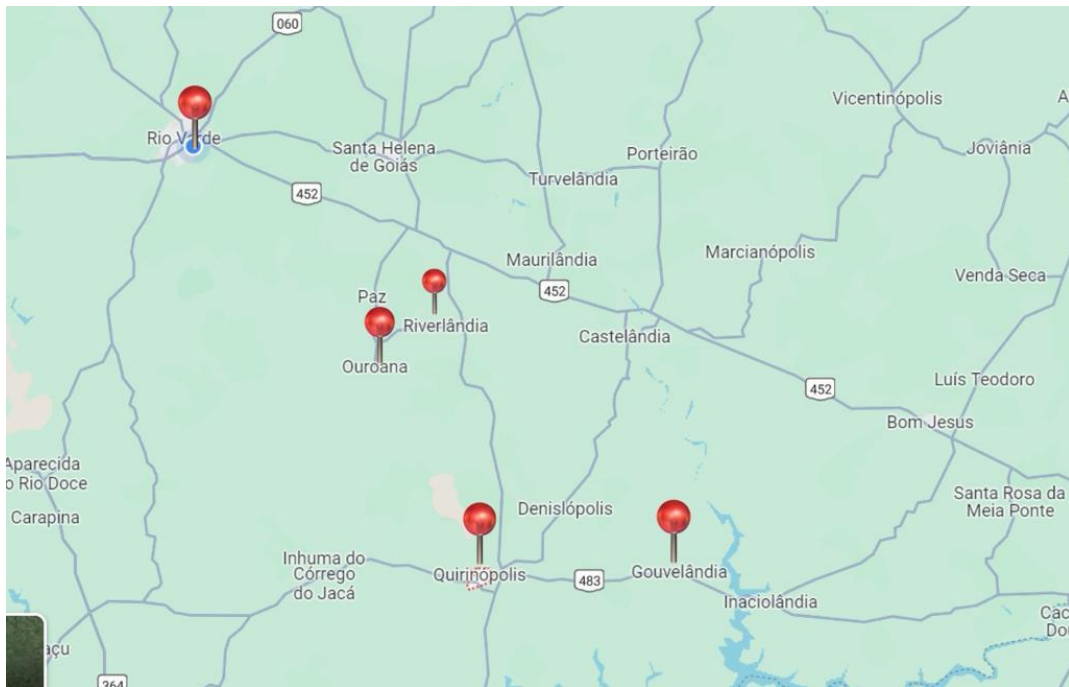 060
Vicentinópolis
Rio Verde
Santa Helena
de Goiás
Porteirão
Joviânia
Turvelândia
452
Marcianópolis
Maurilândia
Venda Seca
452
Paz
Riverlândia
Castelândia
Ouroana
Luís Teodoro
452
Bom Jesus
Aparecida
o Rio Doce
Santa Rosa da
Meia Ponte
Denislópolis
Carapina
Inhuma do
Córrego
do Jacá
Quirinópolis
483
Gouvelândia
Inaciolândia
364